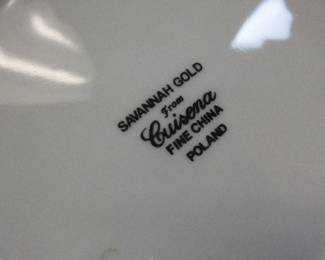 SAVANNAH GOLD
From
Cuisena
FINE CHINA
POLAND